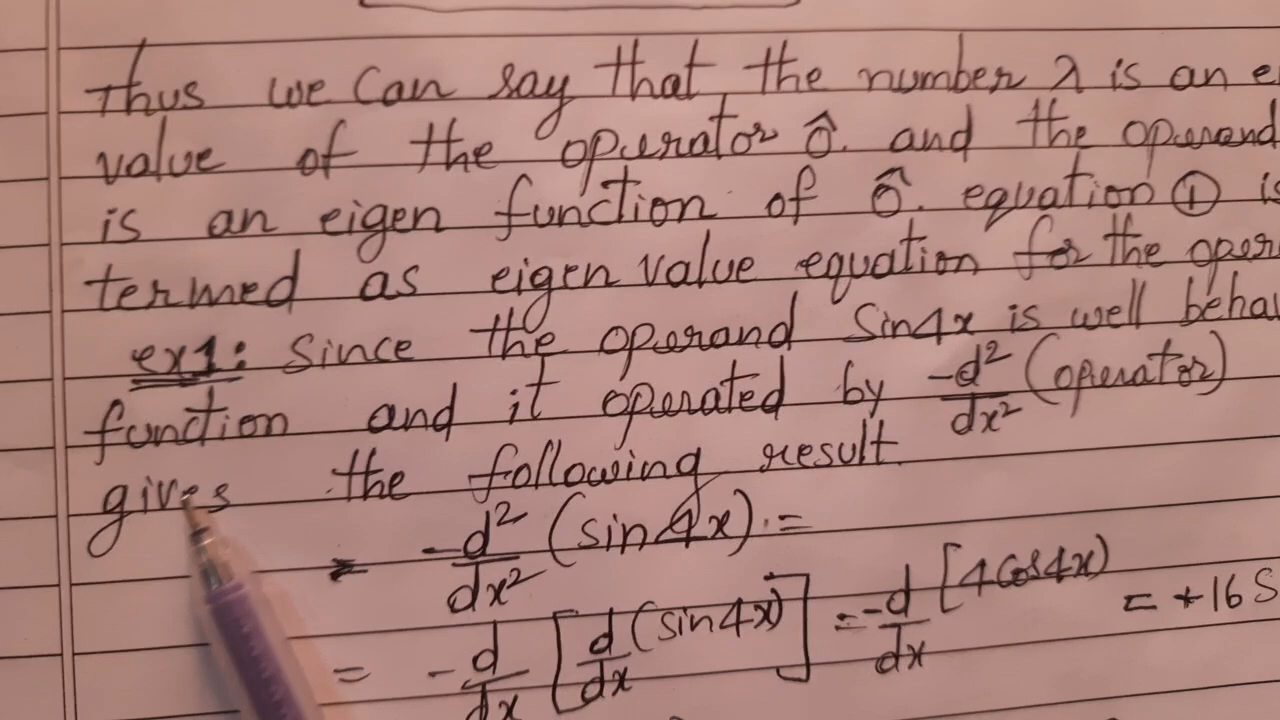 Thus we can say that the number λ is an e
value of the operator ô. and the operand
is an eigen function of ô. equation ① is
termed as eigen value equation for the oper
ex1: Since the operand Sin4x is well beha
function and it operated by -d²/dx² (operator)
gives the following result
= -d²/dx² (sin4x) . =
= -d/dx [d/dx (sin4x)] = -d/dx [4cos4x) = +16 S